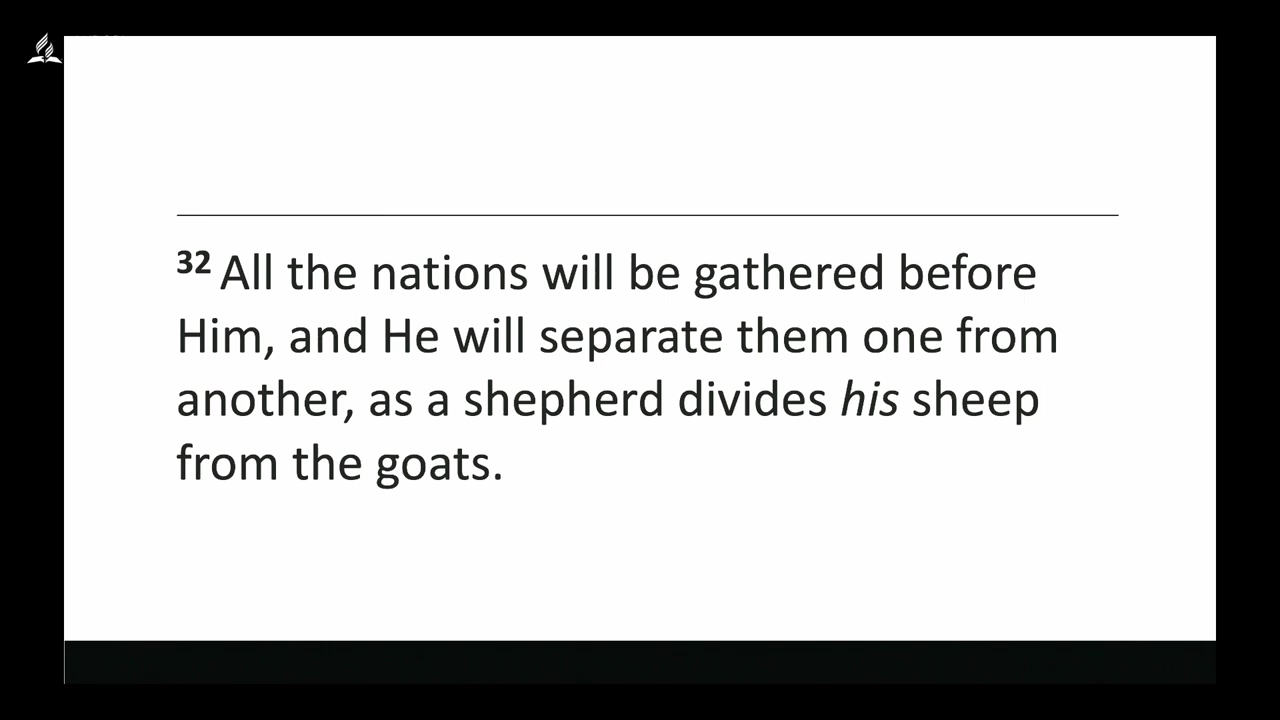 32 All the nations will be gathered before
Him, and He will separate them one from
another, as a shepherd divides his sheep
from the goats.